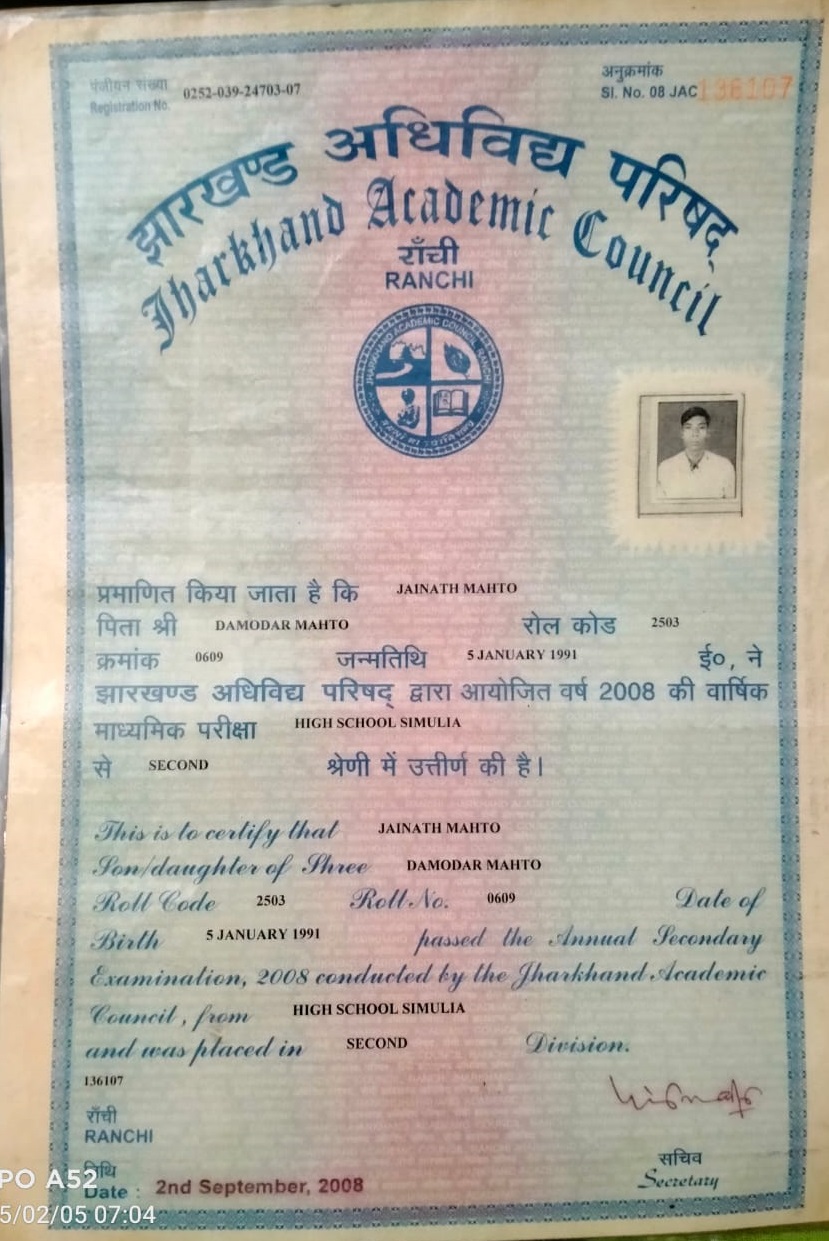 पंजीयन संख्या
Registration No. 0252-039-24703-07
अनुक्रमांक
Sl. No. 08 JAC 136107
झारखण्ड अधिविद्य परिषद्
Jharkhand Academic Council
राँची
RANCHI
JHARKHAND ACADEMIC COUNCIL, RANCHI
प्रमाणित किया जाता है कि JAINATH MAHTO
पिता श्री DAMODAR MAHTO रोल कोड 2503
क्रमांक 0609 जन्मतिथि 5 JANUARY 1991 ई०, ने
झारखण्ड अधिविद्य परिषद् द्वारा आयोजित वर्ष 2008 की वार्षिक
माध्यमिक परीक्षा HIGH SCHOOL SIMULIA
से SECOND श्रेणी में उत्तीर्ण की है।
This is to certify that JAINATH MAHTO
Son/daughter of Shree DAMODAR MAHTO
Roll Code 2503 Roll No. 0609 Date of
Birth 5 JANUARY 1991 passed the Annual Secondary
Examination, 2008 conducted by the Jharkhand Academic
Council, from HIGH SCHOOL SIMULIA
and was placed in SECOND Division.
136107
राँची
RANCHI
सचिव
Secretary
तिथि
Date : 2nd September, 2008
PO A52
5/02/05 07:04